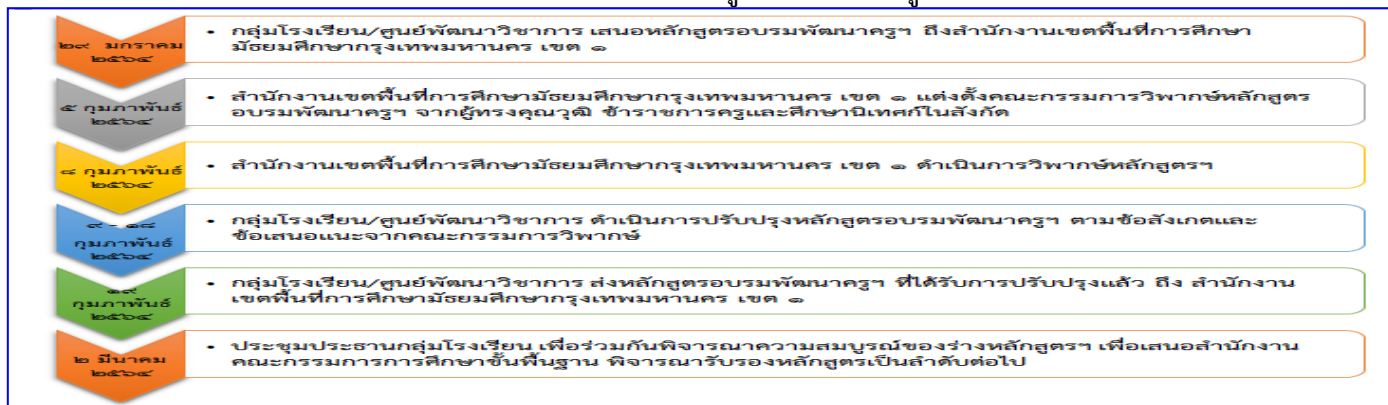 ๒๙ มกราคม
๒๕๖๔
• กลุ่มโรงเรียน/ศูนย์พัฒนาวิชาการ เสนอหลักสูตรอบรมพัฒนาครูฯ ถึงสำนักงานเขตพื้นที่การศึกษา
มัธยมศึกษากรุงเทพมหานคร เขต ๑
๕ กุมภาพันธ์
๒๕๖๔
• สำนักงานเขตพื้นที่การศึกษามัธยมศึกษากรุงเทพมหานคร เขต ๑ แต่งตั้งคณะกรรมการวิพากษ์หลักสูตร
อบรมพัฒนาครูฯ จากผู้ทรงคุณวุฒิ ข้าราชการครูและศึกษานิเทศก์ในสังกัด
๘ กุมภาพันธ์
๒๕๖๔
• สำนักงานเขตพื้นที่การศึกษามัธยมศึกษากรุงเทพมหานคร เขต ๑ ดำเนินการวิพากษ์หลักสูตรฯ
๙ - ๑๘
กุมภาพันธ์
๒๕๖๔
• กลุ่มโรงเรียน/ศูนย์พัฒนาวิชาการ ดำเนินการปรับปรุงหลักสูตรอบรมพัฒนาครูฯ ตามข้อสังเกตและ
ข้อเสนอแนะจากคณะกรรมการวิพากษ์
๑๙
กุมภาพันธ์
๒๕๖๔
• กลุ่มโรงเรียน/ศูนย์พัฒนาวิชาการ ส่งหลักสูตรอบรมพัฒนาครูฯ ที่ได้รับการปรับปรุงแล้ว ถึง สำนักงาน
เขตพื้นที่การศึกษามัธยมศึกษากรุงเทพมหานคร เขต ๑
๒ มีนาคม
๒๕๖๔
• ประชุมประธานกลุ่มโรงเรียน เพื่อร่วมกันพิจารณาความสมบูรณ์ของร่างหลักสูตรฯ เพื่อเสนอสำนักงาน
คณะกรรมการการศึกษาขั้นพื้นฐาน พิจารณารับรองหลักสูตรเป็นลำดับต่อไป